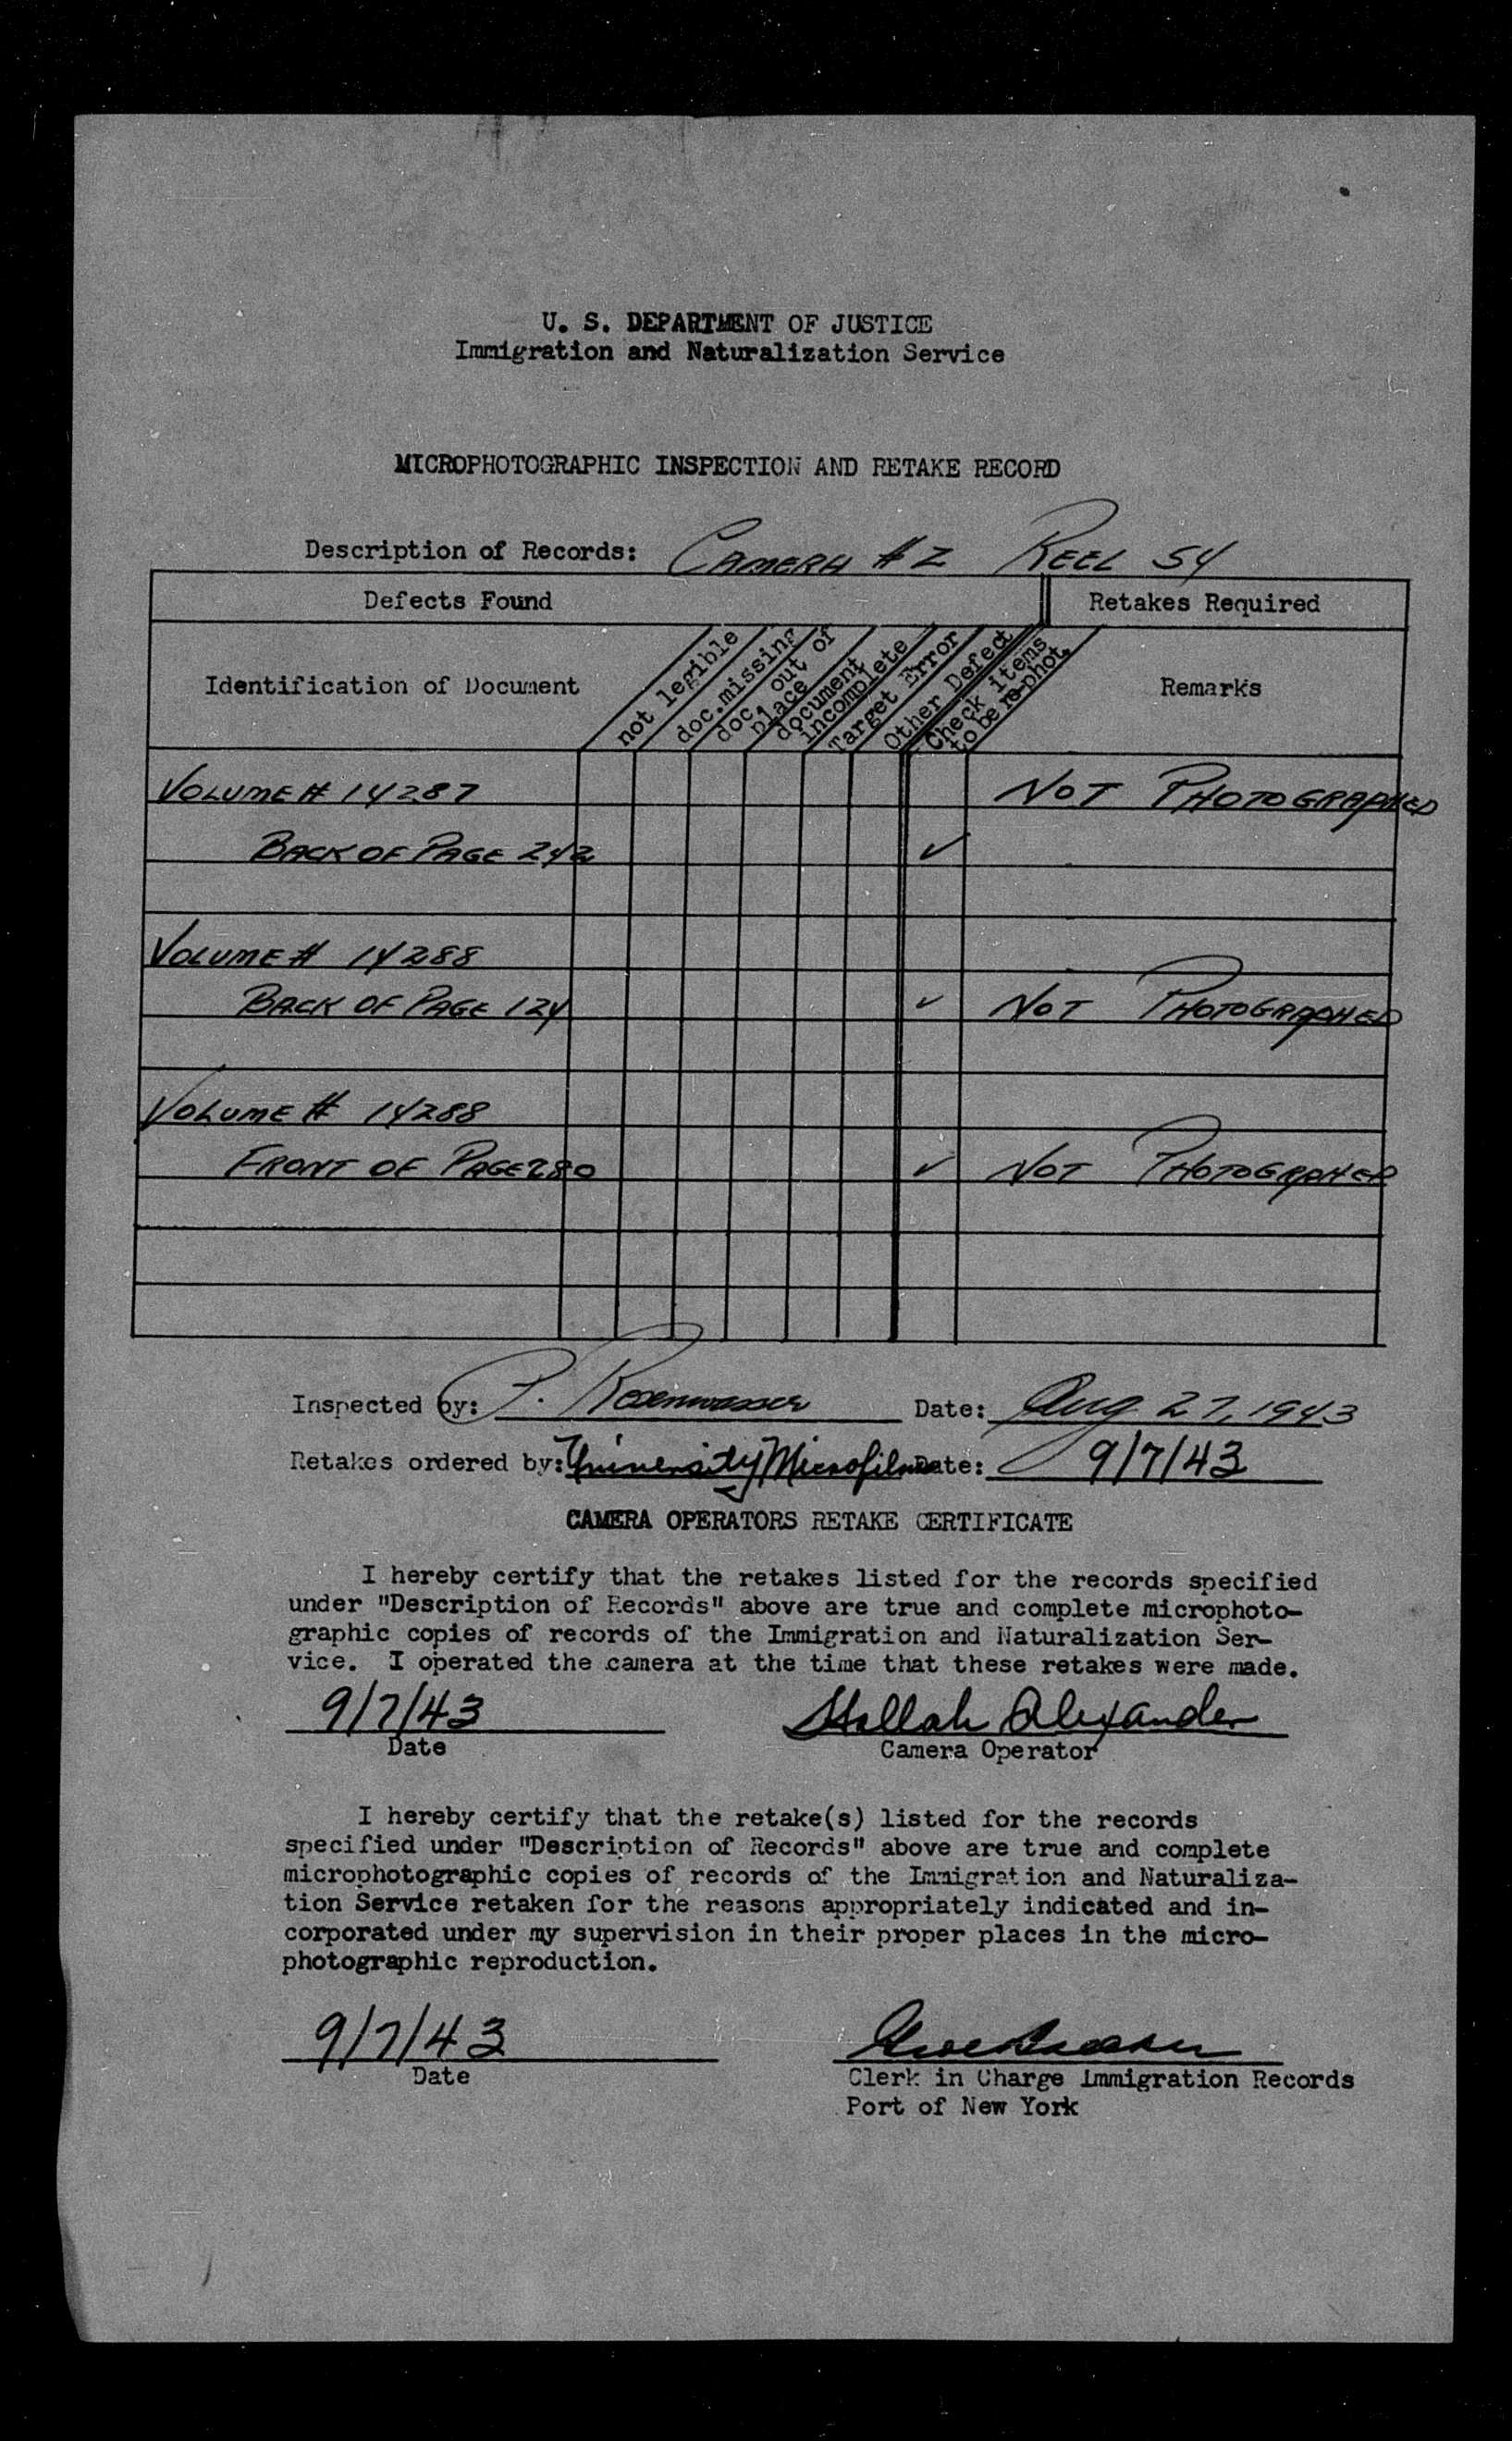 U. S. DEPARTMENT OF JUSTICE
Immigration and Naturalization Service
MICROPHOTOGRAPHIC INSPECTION AND RETAKE RECORD
Description of Records: CAMERA #2 REEL 54
Defects Found
Retakes Required
Identification of Document
not legible
doc.missing
doc. out of place
document incomplete
Target Error
Other Defect
Check items to be re-phot.
Remarks
VOLUME # 14287 NOT PHOTOGRAPHED
BACK OF PAGE 242 ✓
VOLUME # 14288
BACK OF PAGE 124 ✓ NOT PHOTOGRAPHED
VOLUME # 14288
FRONT OF PAGE 280 ✓ NOT PHOTOGRAPHED
Inspected by: P. Rosenwasser Date: Aug 27, 1943
Retakes ordered by: University Microfilms Date: 9/7/43
CAMERA OPERATORS RETAKE CERTIFICATE
I hereby certify that the retakes listed for the records specified
under "Description of Records" above are true and complete microphoto-
graphic copies of records of the Immigration and Naturalization Ser-
vice. I operated the camera at the time that these retakes were made.
9/7/43 Alexander
Date Camera Operator
I hereby certify that the retake(s) listed for the records
specified under "Description of Records" above are true and complete
microphotographic copies of records of the Immigration and Naturaliza-
tion Service retaken for the reasons appropriately indicated and in-
corporated under my supervision in their proper places in the micro-
photographic reproduction.
9/7/43
Date Clerk in Charge Immigration Records
Port of New York